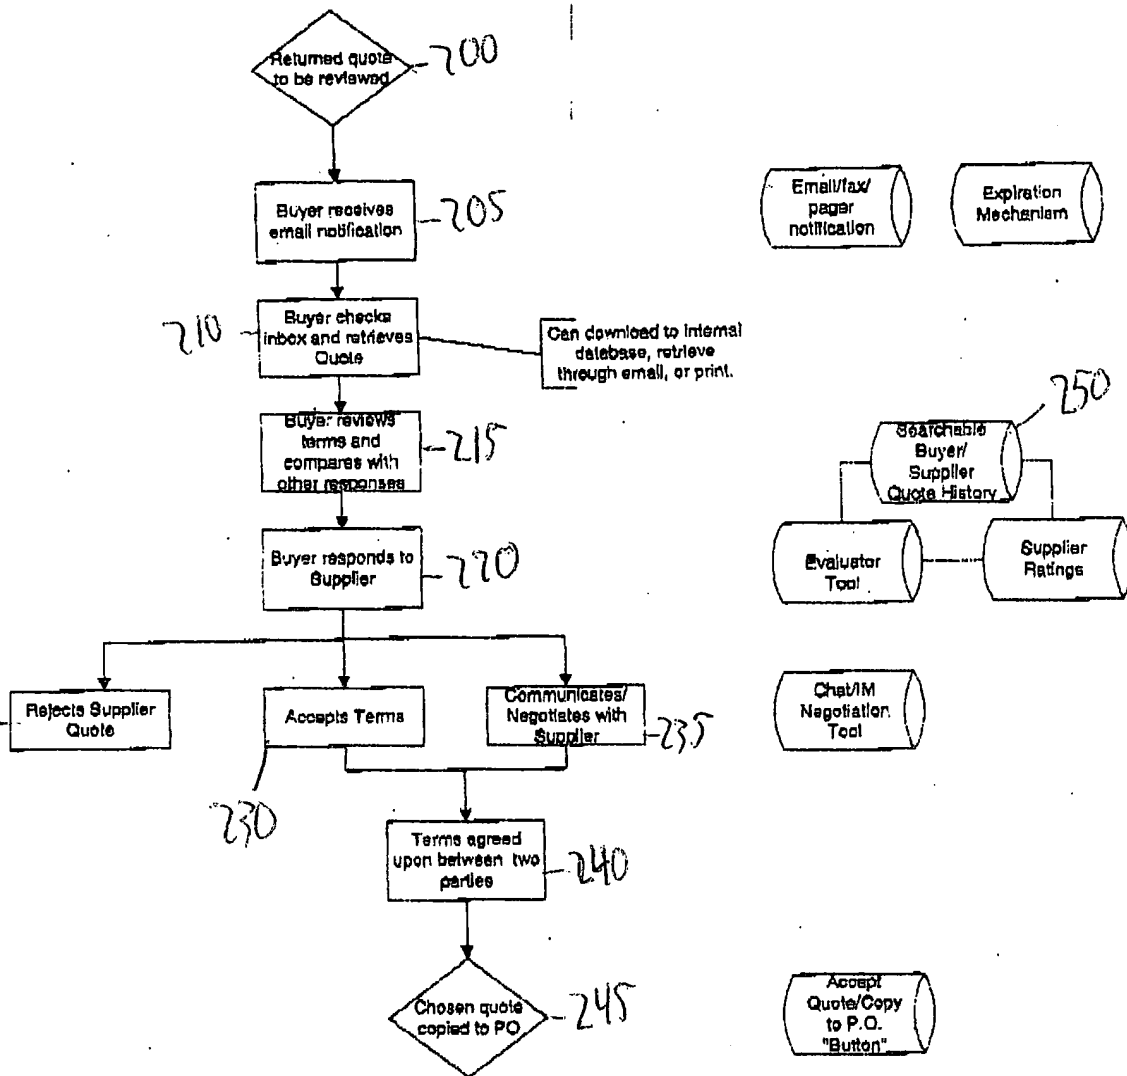 Returned quote
to be reviewed
200
Buyer receives
email notification
205
Email/fax/
pager
notification
Expiration
Mechanism
210
Buyer checks
inbox and retrieves
Quote
Can download to internal
database, retrieve
through email, or print.
Buyer reviews
terms and
compares with
other responses
215
250
Searchable
Buyer/
Supplier
Quote History
Buyer responds to
Supplier
220
Evaluator
Tool
Supplier
Ratings
Rejects Supplier
Quote
Accepts Terms
230
Communicates/
Negotiates with
Supplier
235
Chat/IM
Negotiation
Tool
Terms agreed
upon between two
parties
240
Chosen quote
copied to PO
245
Accept
Quote/Copy
to P.O.
"Button"